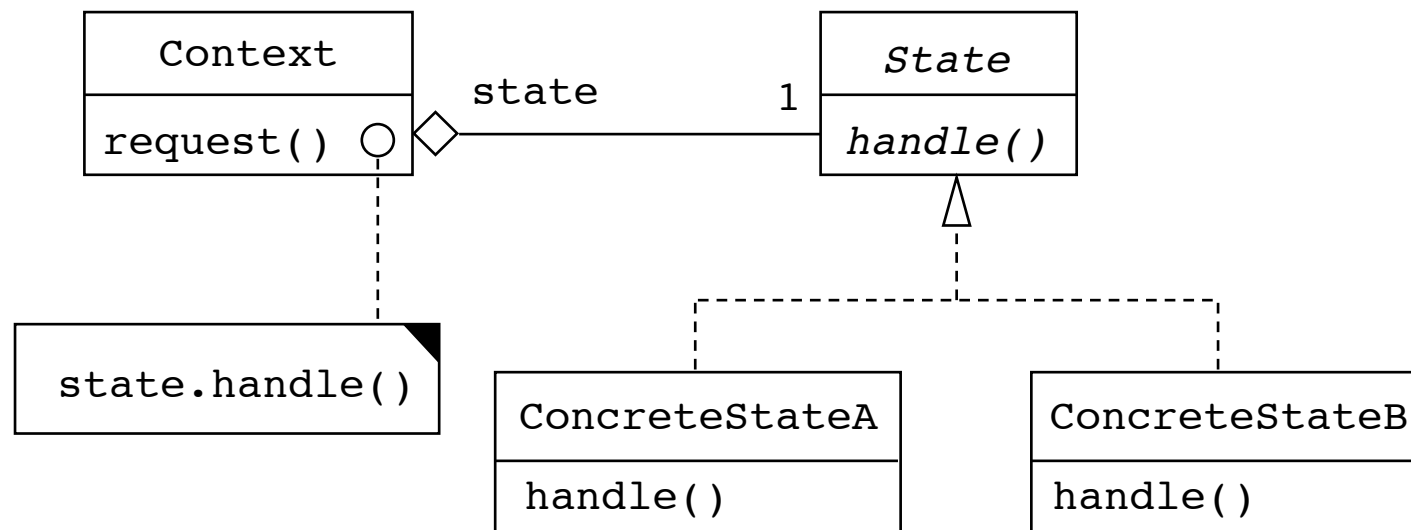 Context
State
state
1
request()
handle()
state.handle()
ConcreteStateA
ConcreteStateB
handle()
handle()